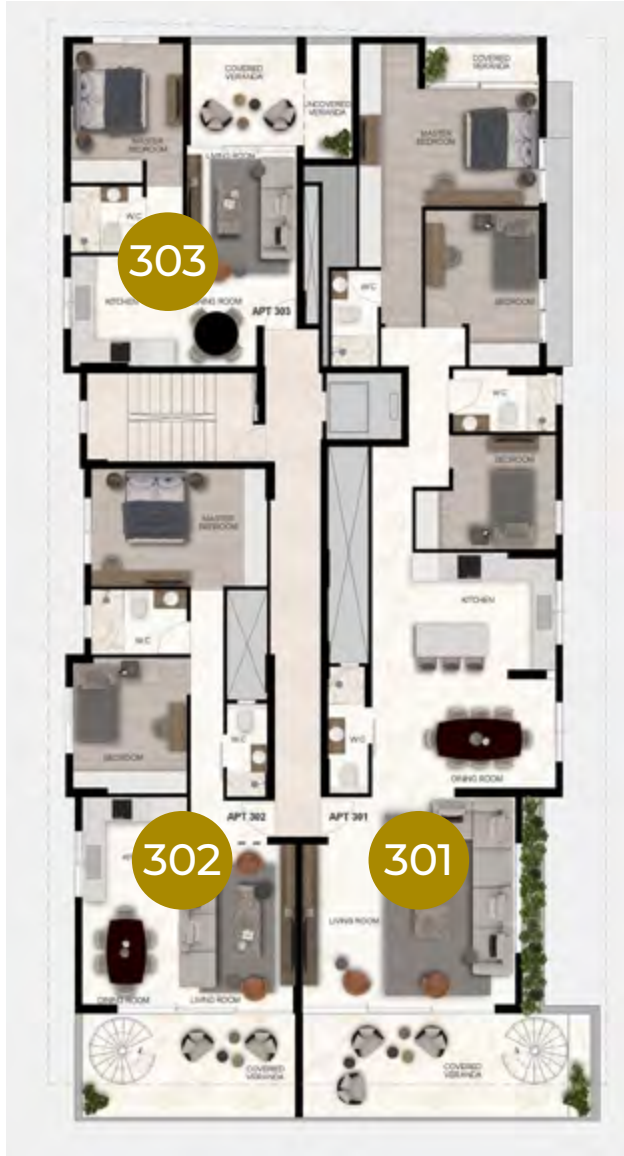 COVERED
VERANDA
UNCOVERED
VERANDA
MASTER
BEDROOM
LIVING ROOM
W.C
303
KITCHEN
DINING ROOM
APT 303
COVERED
VERANDA
MASTER
BEDROOM
BEDROOM
W.C
W.C
BEDROOM
MASTER
BEDROOM
W.C
BEDROOM
W.C
KITCHEN
W.C
DINING ROOM
APT 302
APT 301
302
301
LIVING ROOM
DINING ROOM
LIVING ROOM
COVERED
VERANDA
COVERED
VERANDA